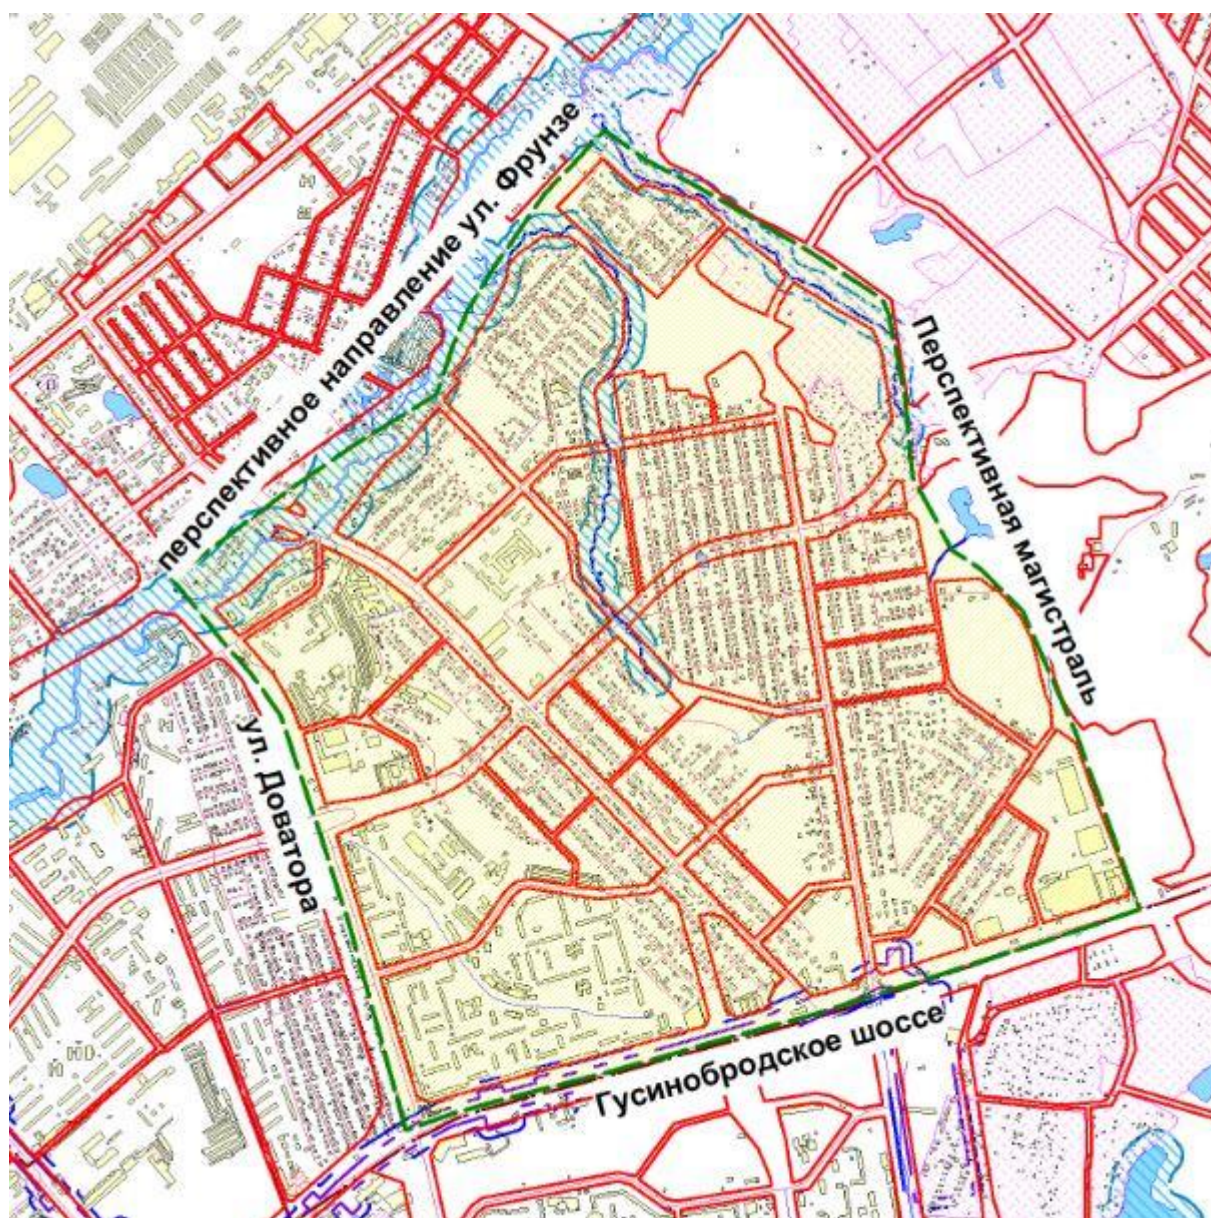 перспективное направление ул. Фрунзе
Перспективная магистраль
ул. Доватора
Гусинобродское шоссе